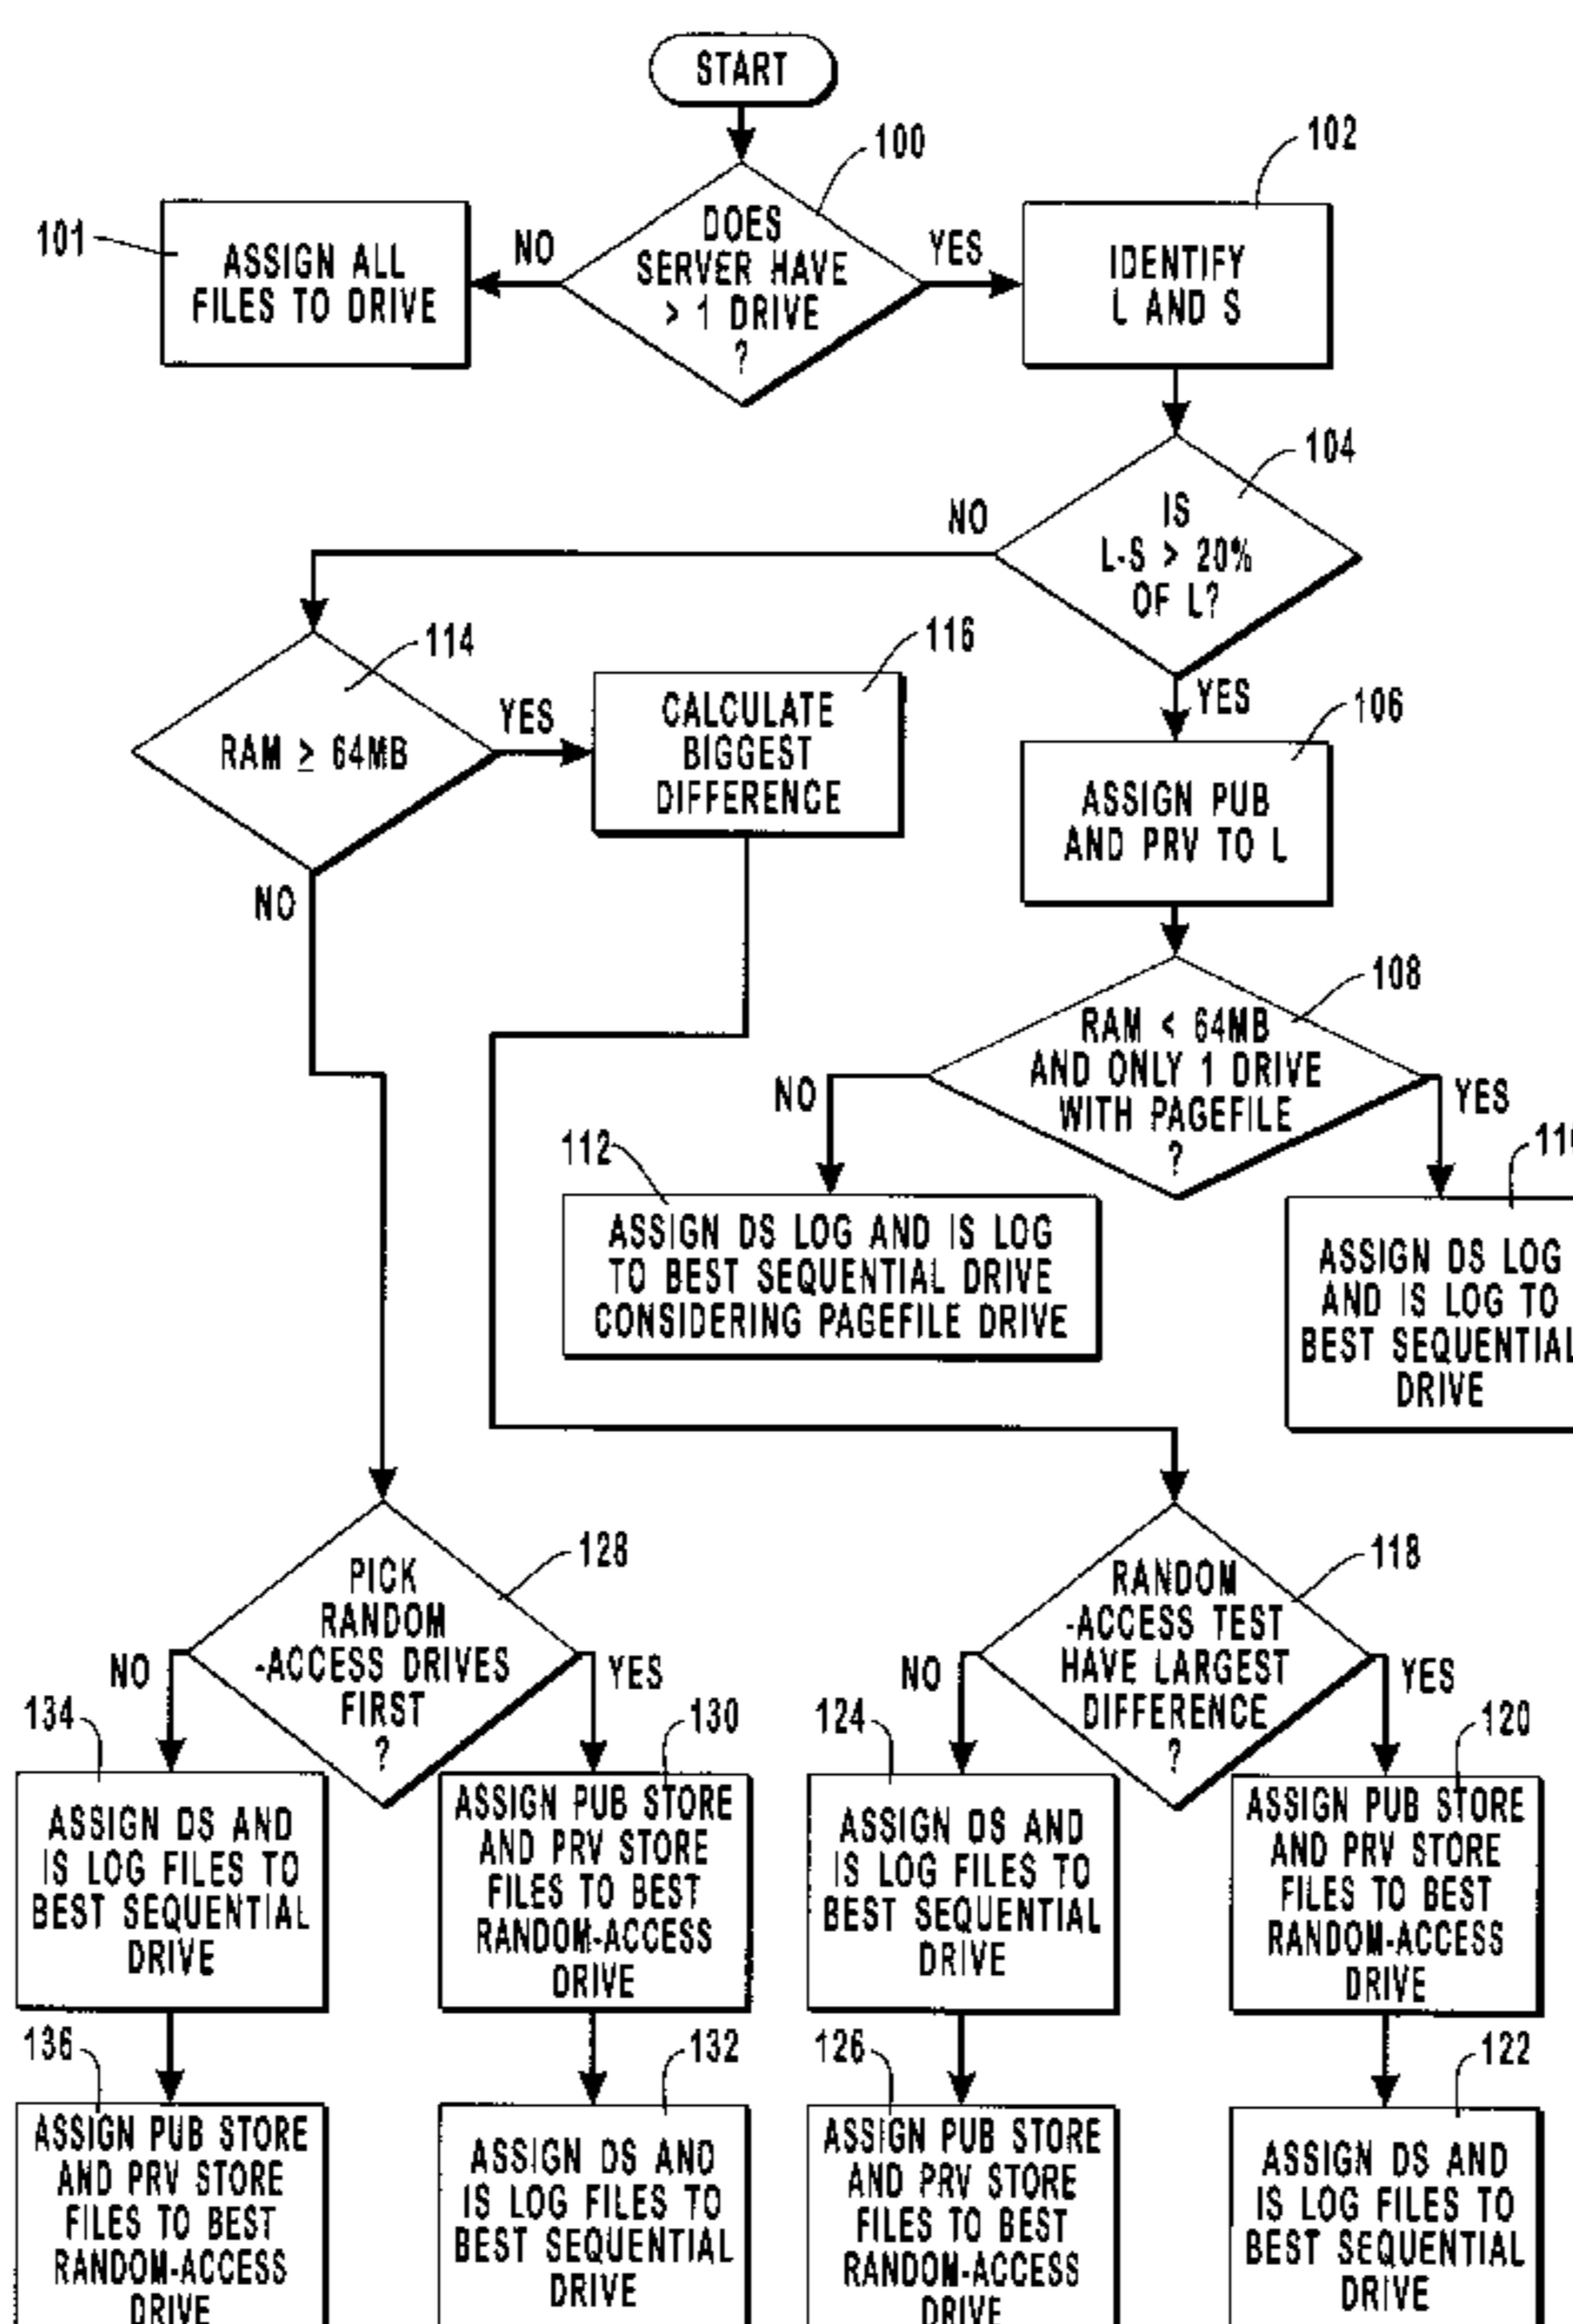 START
100
102
101
ASSIGN ALL
FILES TO DRIVE
NO
DOES
SERVER HAVE
> 1 DRIVE
?
YES
IDENTIFY
L AND S
104
NO
IS
L-S > 20%
OF L?
114
116
RAM ≥ 64MB
YES
CALCULATE
BIGGEST
DIFFERENCE
YES
106
NO
ASSIGN PUB
AND PRV TO L
108
RAM < 64MB
AND ONLY 1 DRIVE
WITH PAGEFILE
?
NO
YES
112
ASSIGN DS LOG AND IS LOG
TO BEST SEQUENTIAL DRIVE
CONSIDERING PAGEFILE DRIVE
ASSIGN DS LOG
AND IS LOG TO
BEST SEQUENTIAL
DRIVE
128
PICK
RANDOM
-ACCESS DRIVES
FIRST
?
NO
YES
118
RANDOM
-ACCESS TEST
HAVE LARGEST
DIFFERENCE
?
NO
YES
134
130
124
120
ASSIGN DS AND
IS LOG FILES TO
BEST SEQUENTIAL
DRIVE
ASSIGN PUB STORE
AND PRV STORE
FILES TO BEST
RANDOM-ACCESS
DRIVE
ASSIGN DS AND
IS LOG FILES TO
BEST SEQUENTIAL
DRIVE
ASSIGN PUB STORE
AND PRV STORE
FILES TO BEST
RANDOM-ACCESS
DRIVE
136
132
126
122
ASSIGN PUB STORE
AND PRV STORE
FILES TO BEST
RANDOM-ACCESS
DRIVE
ASSIGN DS AND
IS LOG FILES TO
BEST SEQUENTIAL
DRIVE
ASSIGN PUB STORE
AND PRV STORE
FILES TO BEST
RANDOM-ACCESS
DRIVE
ASSIGN DS AND
IS LOG FILES TO
BEST SEQUENTIAL
DRIVE